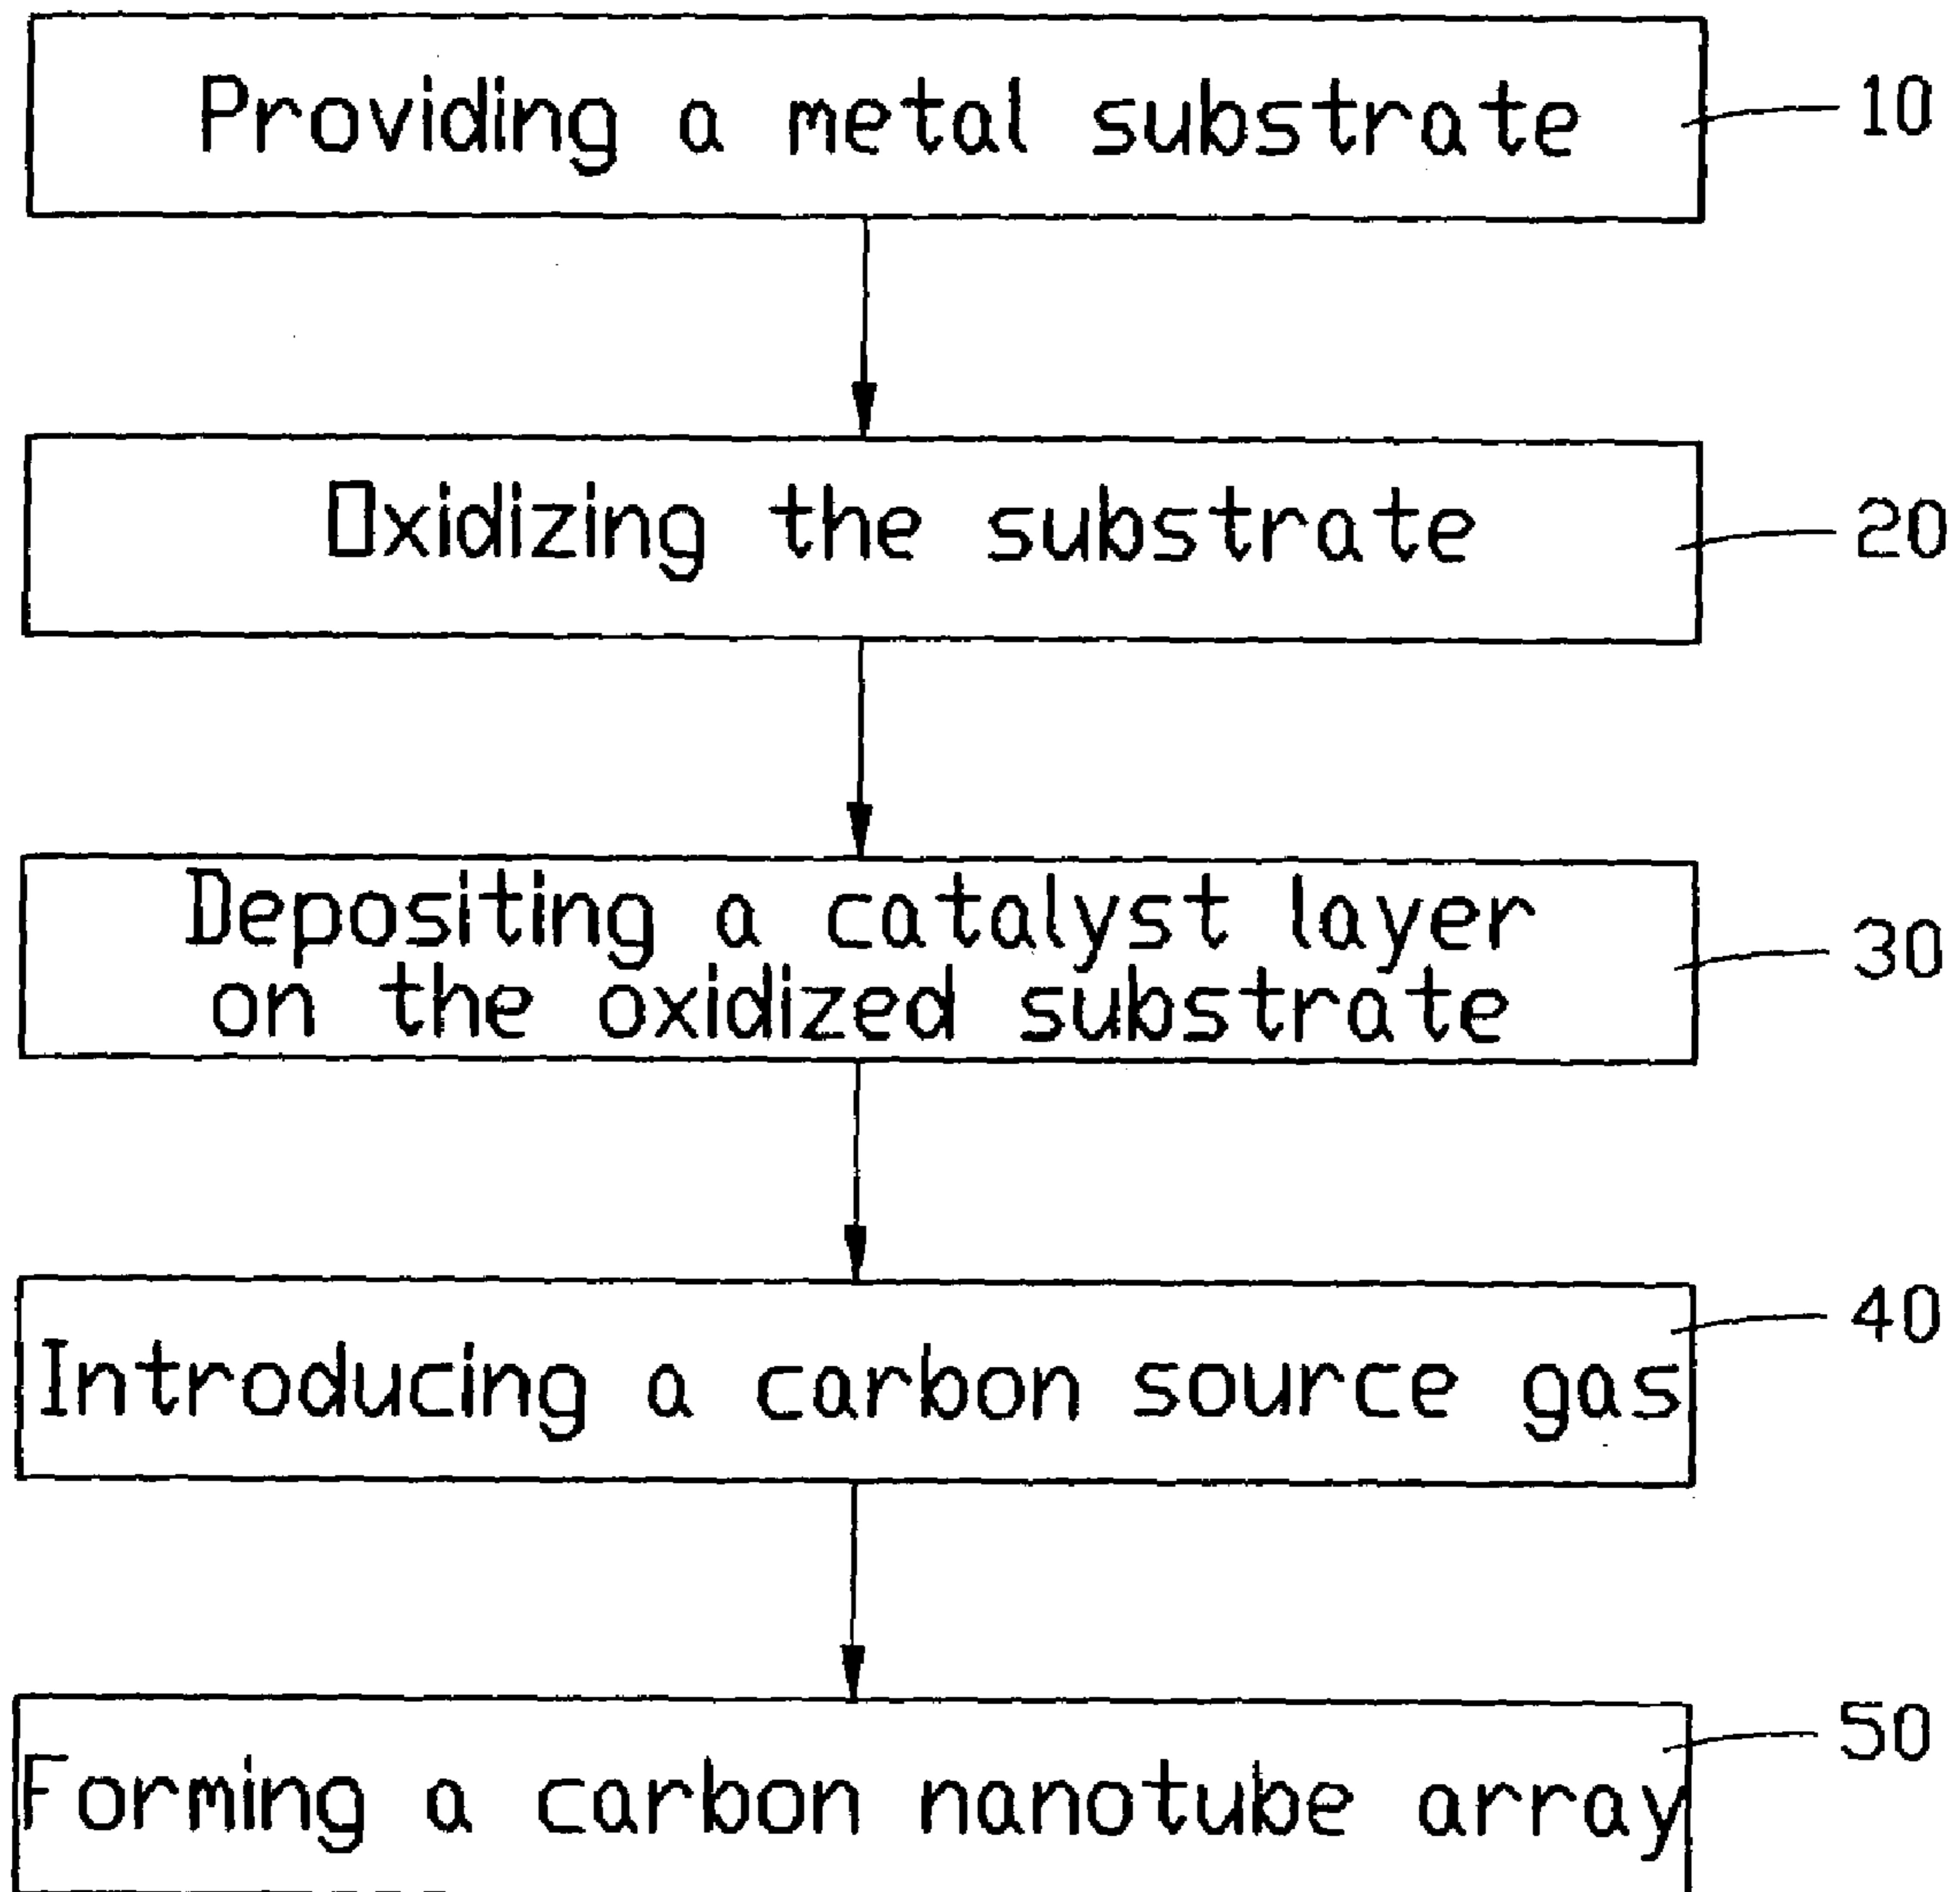 Providing a metal substrate
10
Oxidizing the substrate
20
Depositing a catalyst layer
on the oxidized substrate
30
40
Introducing a carbon source gas
50
Forming a carbon nanotube array